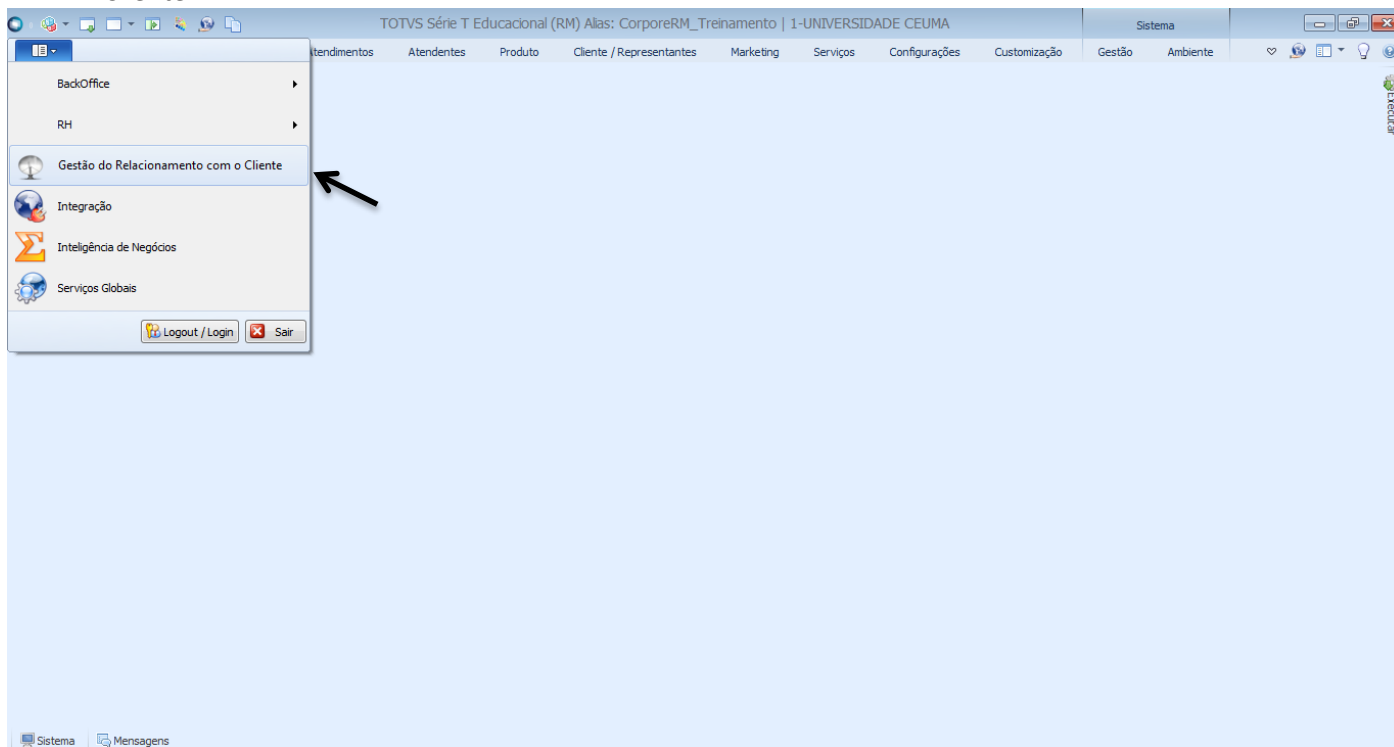 TOTVS Série T Educacional (RM) Alias: CorporeRM_Treinamento | 1-UNIVERSIDADE CEUMA
Sistema
Atendimentos Atendentes Produto Cliente / Representantes Marketing Serviços Configurações Customização Gestão Ambiente
Executar
BackOffice
RH
Gestão do Relacionamento com o Cliente
Integração
Inteligência de Negócios
Serviços Globais
Logout / Login Sair
Sistema Mensagens